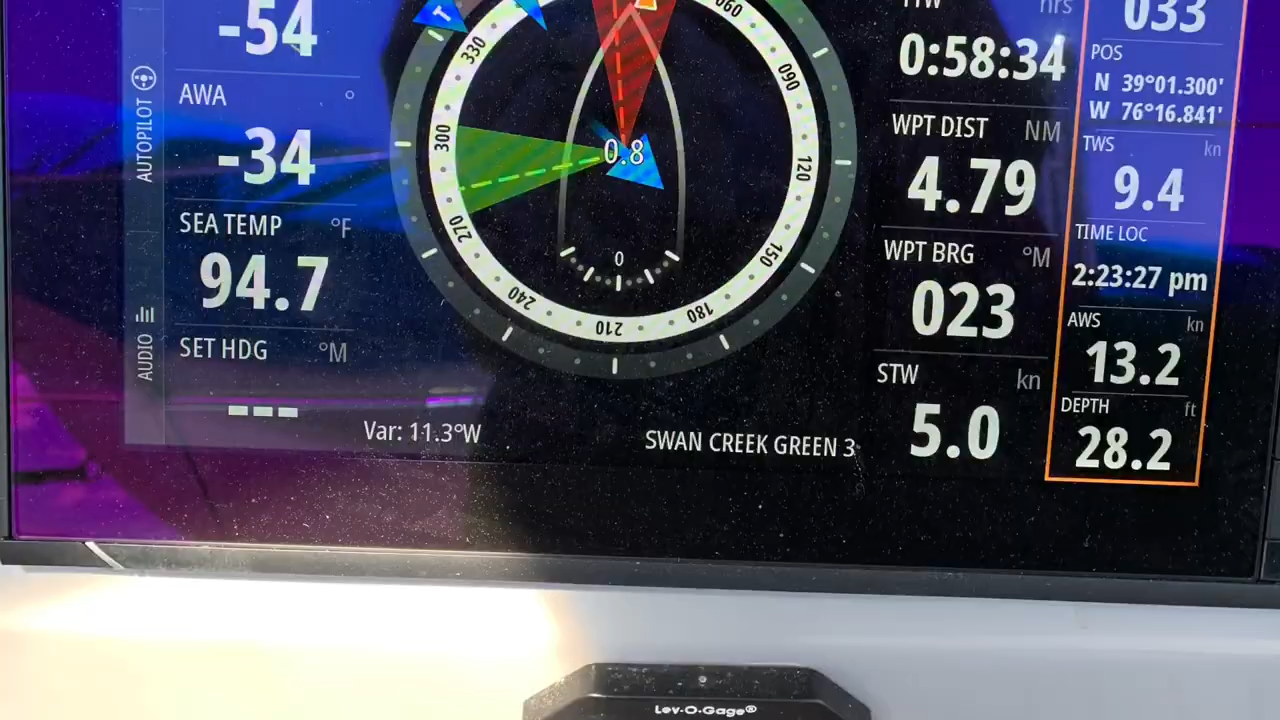 -54
AUTOPILOT
AWA °
-34
SEA TEMP °F
94.7
SET HDG °M
---
AUDIO
Var: 11.3°W
T
330
300
270
240
210
180
150
120
090
060
0.8
0
SWAN CREEK GREEN 3
hrs
0:58:34
WPT DIST NM
4.79
WPT BRG °M
023
STW kn
5.0
033
POS
N 39°01.300'
W 76°16.841'
TWS kn
9.4
TIME LOC
2:23:27 pm
AWS kn
13.2
DEPTH ft
28.2
Lev-O-Gage®